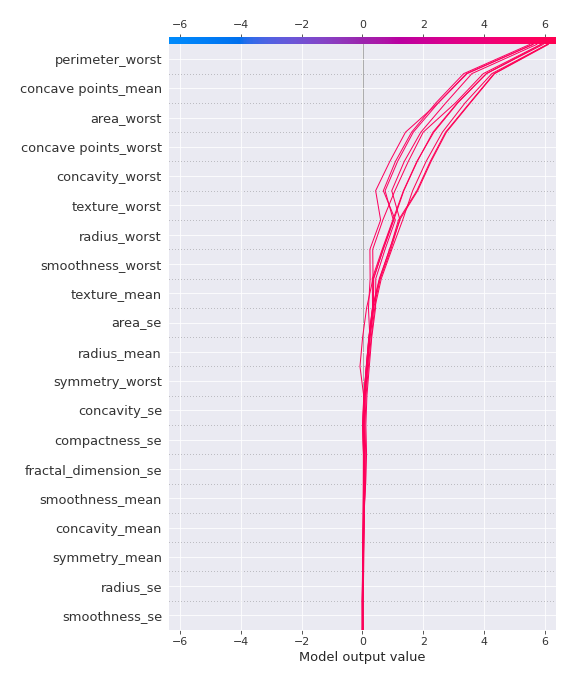 −6 −4 −2 0 2 4 6
perimeter_worst
concave points_mean
area_worst
concave points_worst
concavity_worst
texture_worst
radius_worst
smoothness_worst
texture_mean
area_se
radius_mean
symmetry_worst
concavity_se
compactness_se
fractal_dimension_se
smoothness_mean
concavity_mean
symmetry_mean
radius_se
smoothness_se
−6 −4 −2 0 2 4 6
Model output value